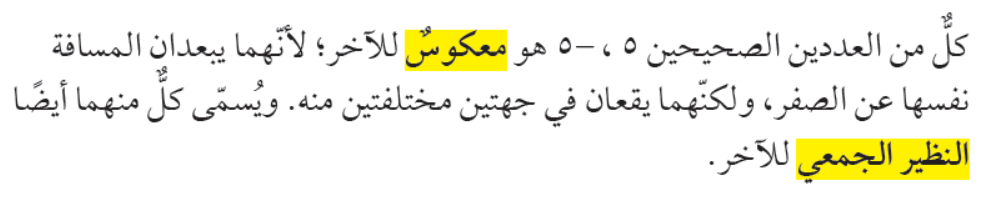 كلٌّ من العددين الصحيحين ٥ ، –٥ هو معكوسٌ للآخر؛ لأنّهما يبعدان المسافة
نفسها عن الصفر، ولكنّهما يقعان في جهتين مختلفتين منه. ويُسمّى كلٌّ منهما أيضًا
النظير الجمعي للآخر.